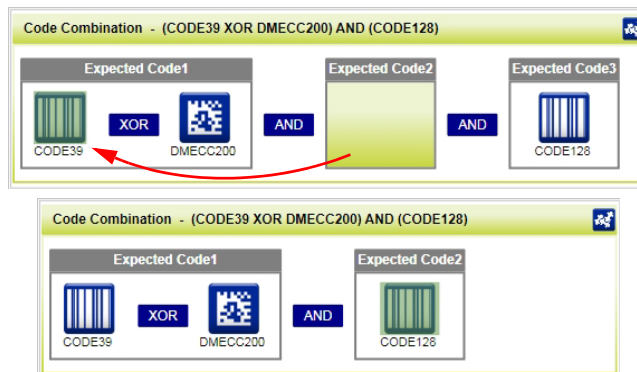 Code Combination - (CODE39 XOR DMECC200) AND (CODE128)
Expected Code1 Expected Code2 Expected Code3
XOR AND AND
CODE39 DMECC200 CODE128
Code Combination - (CODE39 XOR DMECC200) AND (CODE128)
Expected Code1 Expected Code2
XOR AND
CODE39 DMECC200 CODE128